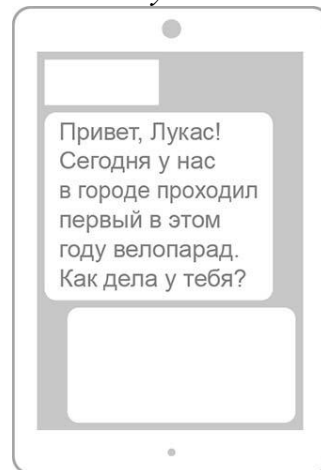 Привет, Лукас!
Сегодня у нас
в городе проходил
первый в этом
году велопарад.
Как дела у тебя?